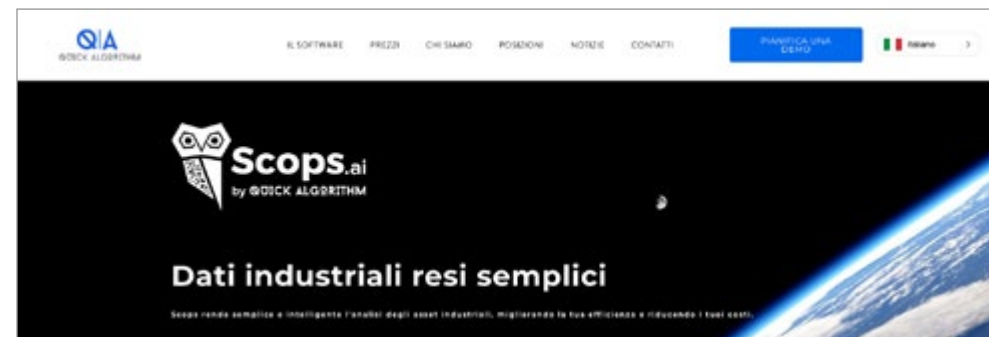 Q|A
QUICK ALGORITHM
IL SOFTWARE PREZZI CHI SIAMO POSIZIONI NOTIZIE CONTATTI
PIANIFICA UNA
DEMO
Italiano
Scops.ai
by QUICK ALGORITHM
Dati industriali resi semplici
Scops rende semplice e intelligente l'analisi degli asset industriali, migliorando la tua efficienza e riducendo i tuoi costi.